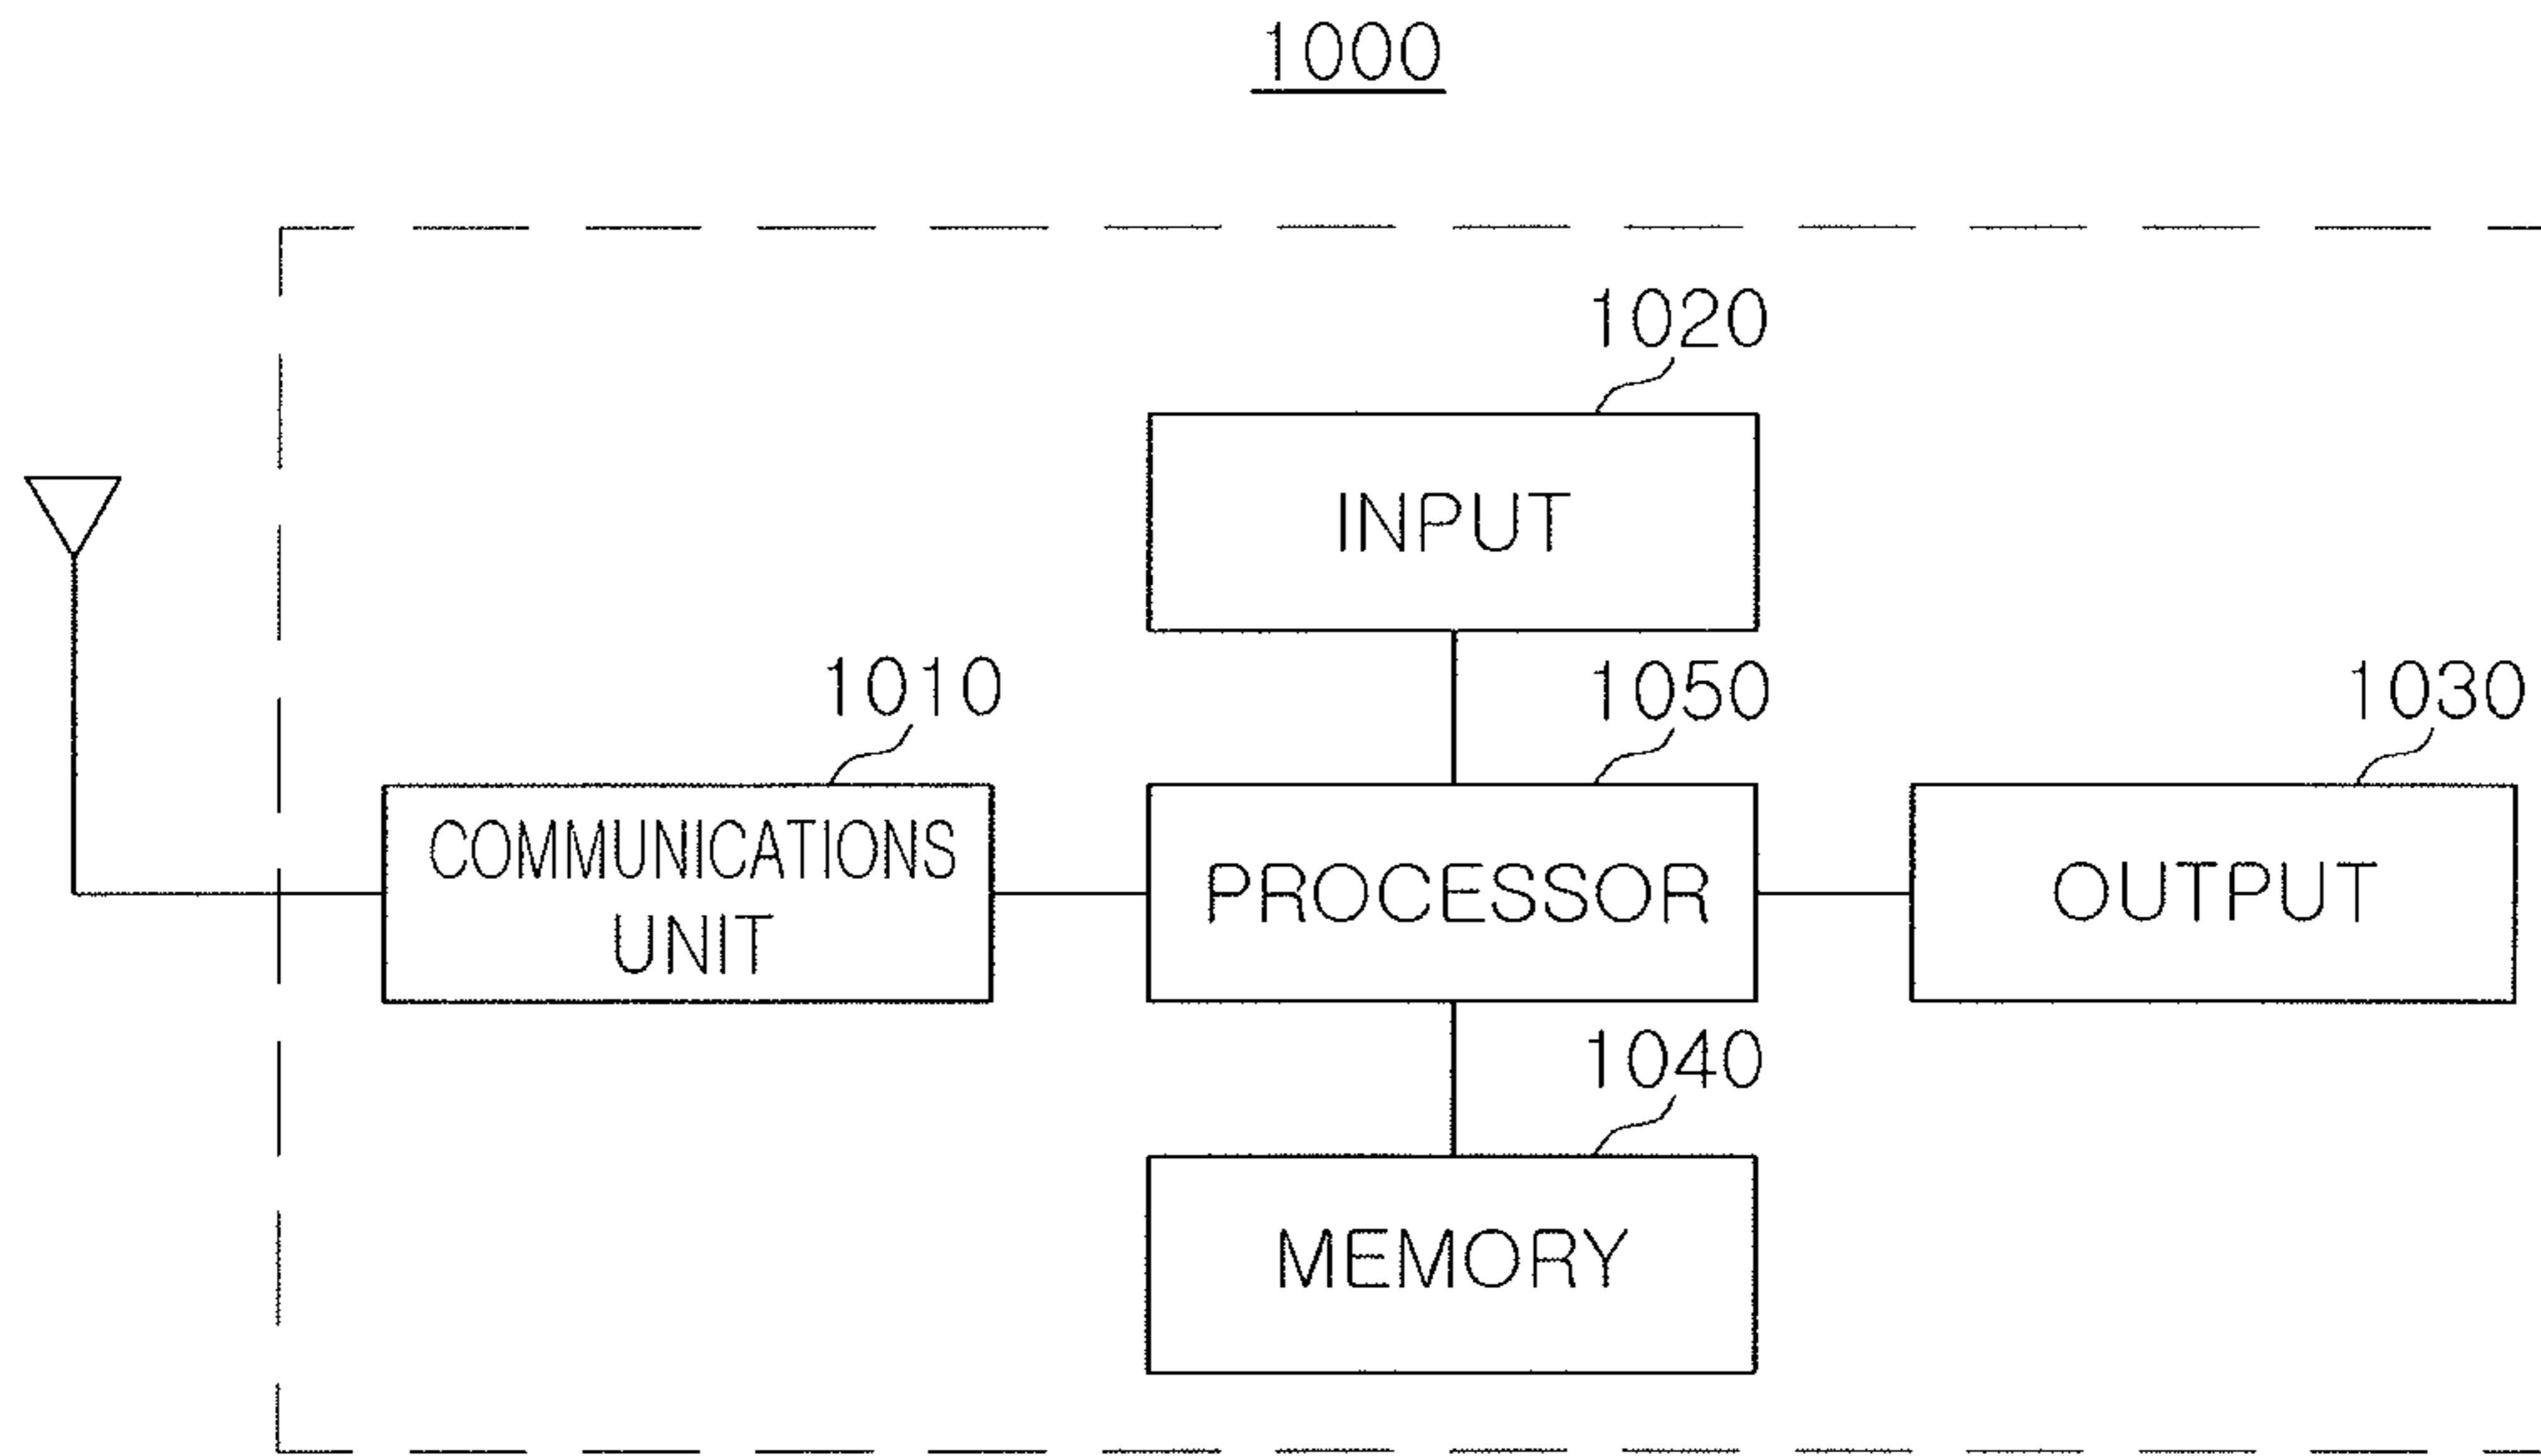 1000
1020
INPUT
1010
1050
1030
COMMUNICATIONS
UNIT
PROCESSOR
OUTPUT
1040
MEMORY